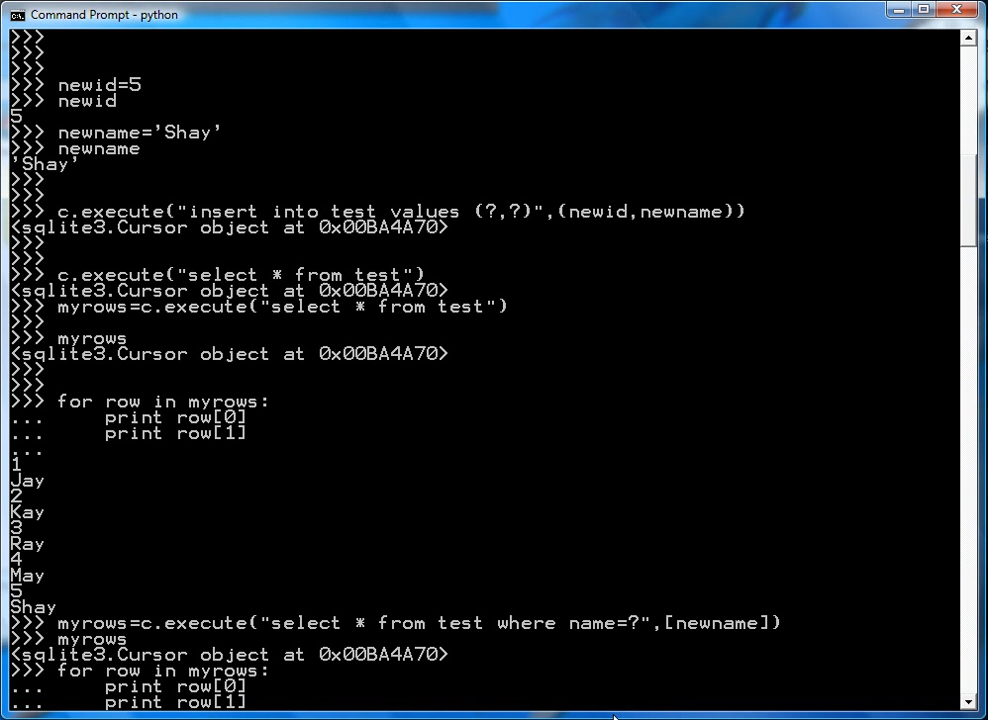 Command Prompt - python
>>>
>>>
>>>
>>> newid=5
>>> newid
5
>>> newname='Shay'
>>> newname
'Shay'
>>>
>>>
>>> c.execute("insert into test values (?,?)",(newid,newname))
<sqlite3.Cursor object at 0x00BA4A70>
>>>
>>>
>>> c.execute("select * from test")
<sqlite3.Cursor object at 0x00BA4A70>
>>> myrows=c.execute("select * from test")
>>>
>>> myrows
<sqlite3.Cursor object at 0x00BA4A70>
>>>
>>>
>>> for row in myrows:
...     print row[0]
...     print row[1]
...
1
Jay
2
Kay
3
Ray
4
May
5
Shay
>>> myrows=c.execute("select * from test where name=?",[newname])
>>> myrows
<sqlite3.Cursor object at 0x00BA4A70>
>>> for row in myrows:
...     print row[0]
...     print row[1]